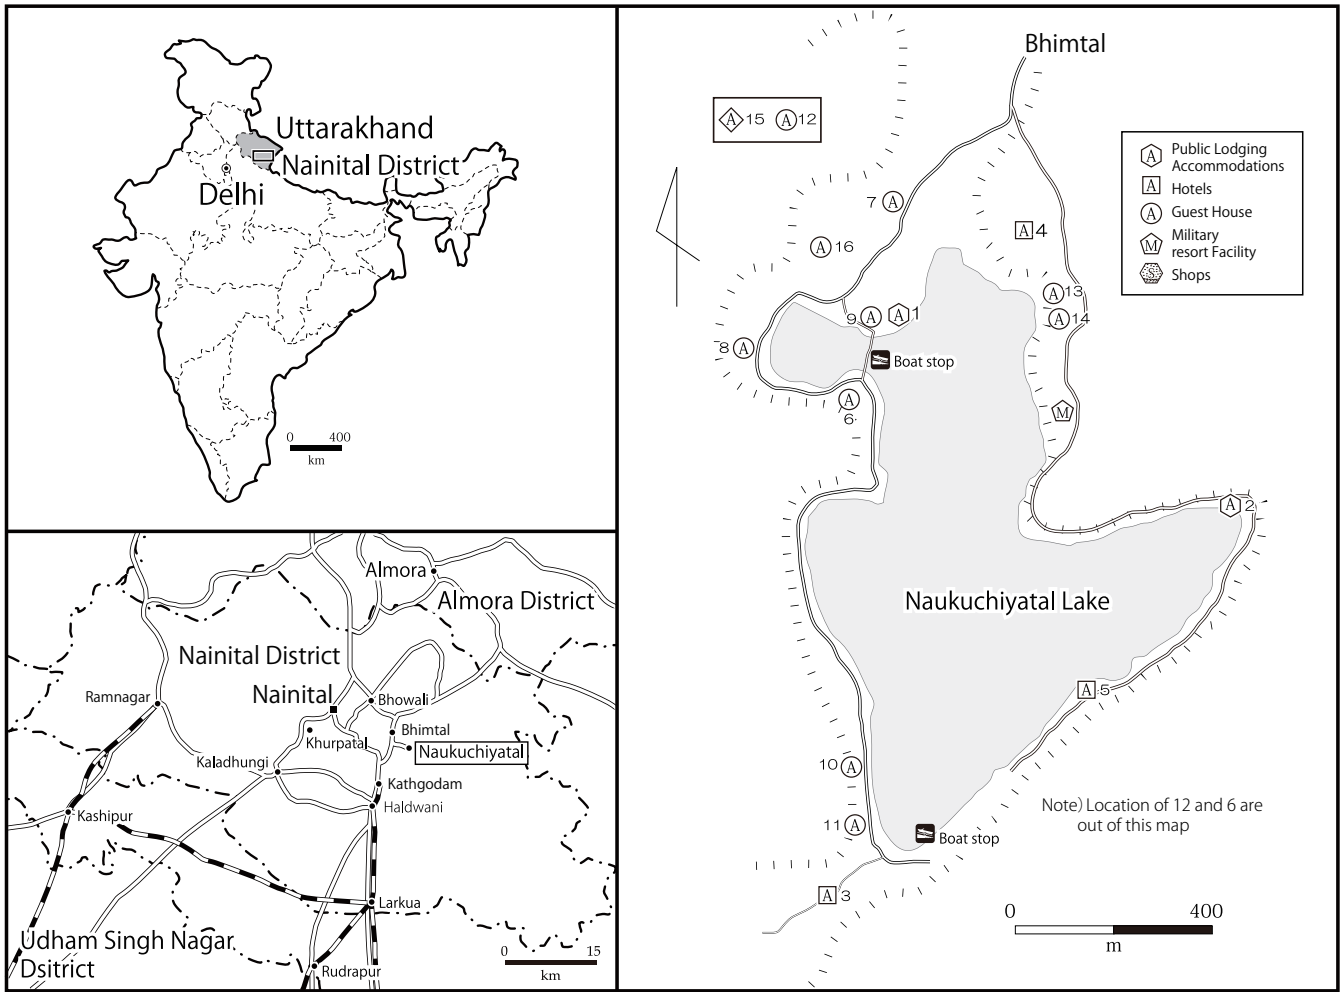 Uttarakhand
Nainital District
Delhi
0 400
km
Almora
Almora District
Nainital District
Nainital
Ramnagar
Bhowali
Bhimtal
Khurpatal
Naukuchiyatal
Kaladhungi
Kathgodam
Haldwani
Kashipur
Larkua
Udham Singh Nagar
Dsitrict
Rudrapur
0 15
km
Bhimtal
A 15 A 12
A Public Lodging
Accommodations
A Hotels
A Guest House
M Military
resort Facility
S Shops
7 A
A 16
A 4
A 13
A 14
9 A A 1
8 A
Boat stop
A
6
M
A 2
Naukuchiyatal Lake
A 5
10 A
11 A
Boat stop
A 3
Note) Location of 12 and 6 are
out of this map
0 400
m